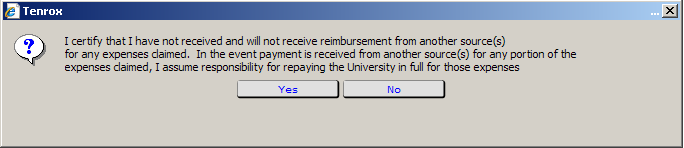 Tenrox
...
?
I certify that I have not received and will not receive reimbursement from another source(s)
for any expenses claimed.  In the event payment is received from another source(s) for any portion of the
expenses claimed, I assume responsibility for repaying the University in full for those expenses
Yes No